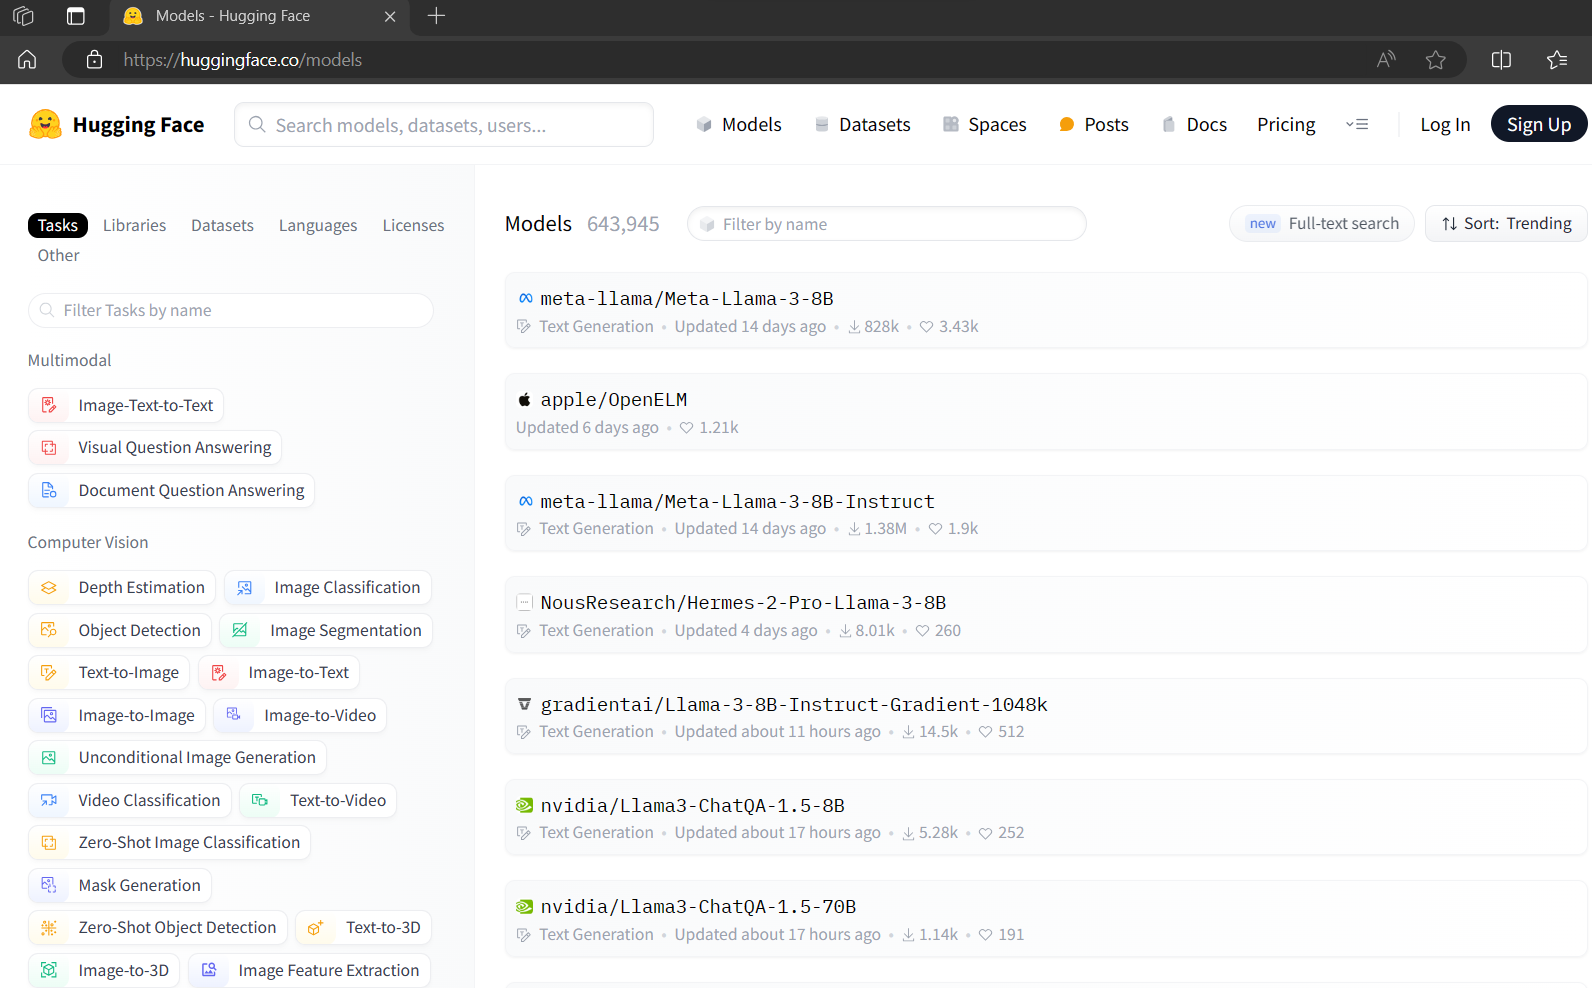 Models - Hugging Face
https://huggingface.co/models
Hugging Face
Search models, datasets, users...
Models
Datasets
Spaces
Posts
Docs
Pricing
Log In
Sign Up
Tasks
Libraries
Datasets
Languages
Licenses
Other
Filter Tasks by name
Multimodal
Image-Text-to-Text
Visual Question Answering
Document Question Answering
Computer Vision
Depth Estimation
Image Classification
Object Detection
Image Segmentation
Text-to-Image
Image-to-Text
Image-to-Image
Image-to-Video
Unconditional Image Generation
Video Classification
Text-to-Video
Zero-Shot Image Classification
Mask Generation
Zero-Shot Object Detection
Text-to-3D
Image-to-3D
Image Feature Extraction
Models 643,945
Filter by name
new Full-text search
Sort: Trending
meta-llama/Meta-Llama-3-8B
Text Generation • Updated 14 days ago • 828k • 3.43k
apple/OpenELM
Updated 6 days ago • 1.21k
meta-llama/Meta-Llama-3-8B-Instruct
Text Generation • Updated 14 days ago • 1.38M • 1.9k
NousResearch/Hermes-2-Pro-Llama-3-8B
Text Generation • Updated 4 days ago • 8.01k • 260
gradientai/Llama-3-8B-Instruct-Gradient-1048k
Text Generation • Updated about 11 hours ago • 14.5k • 512
nvidia/Llama3-ChatQA-1.5-8B
Text Generation • Updated about 17 hours ago • 5.28k • 252
nvidia/Llama3-ChatQA-1.5-70B
Text Generation • Updated about 17 hours ago • 1.14k • 191